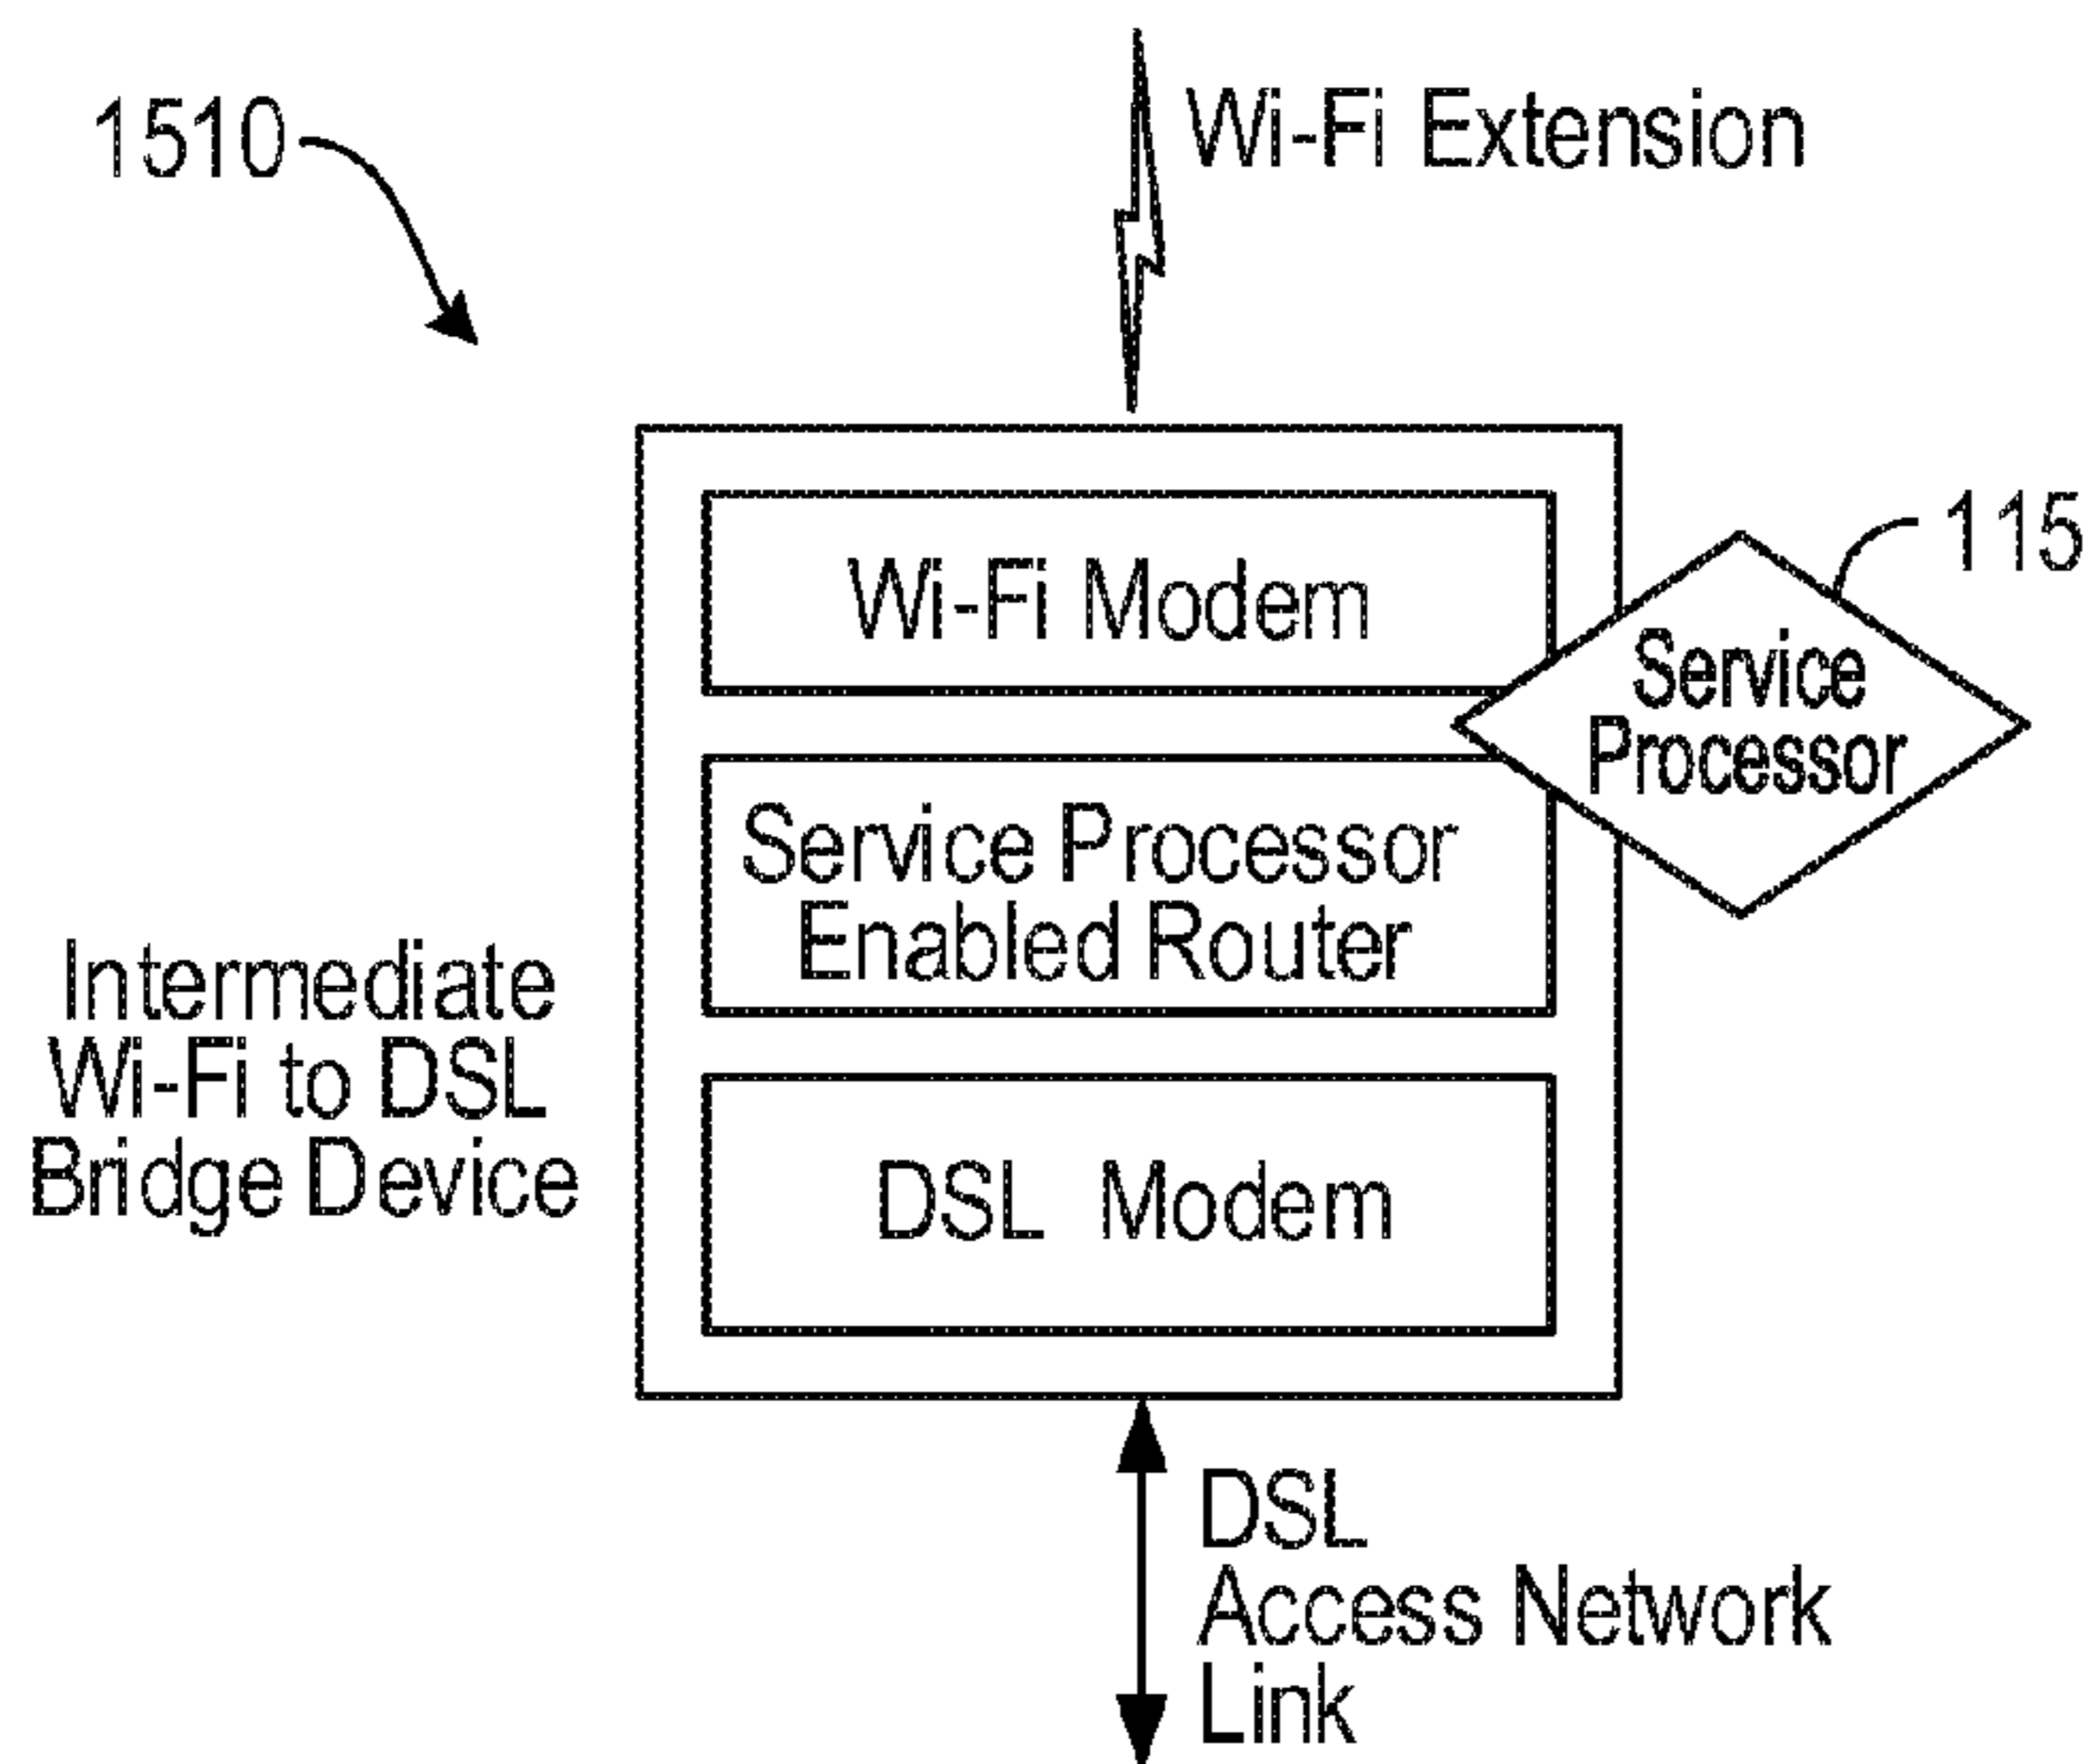 1510
Wi-Fi Extension
Wi-Fi Modem
115
Service
Processor
Service Processor
Enabled Router
Intermediate
Wi-Fi to DSL
Bridge Device
DSL Modem
DSL
Access Network
Link